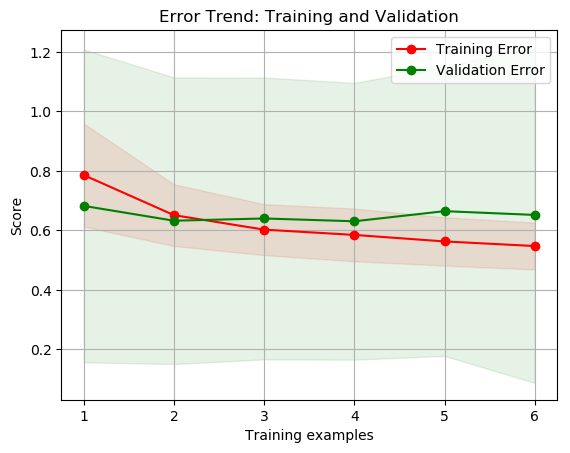 Error Trend: Training and Validation
Training Error
Validation Error
1.2
1.0
0.8
0.6
0.4
0.2
Score
1 2 3 4 5 6
Training examples